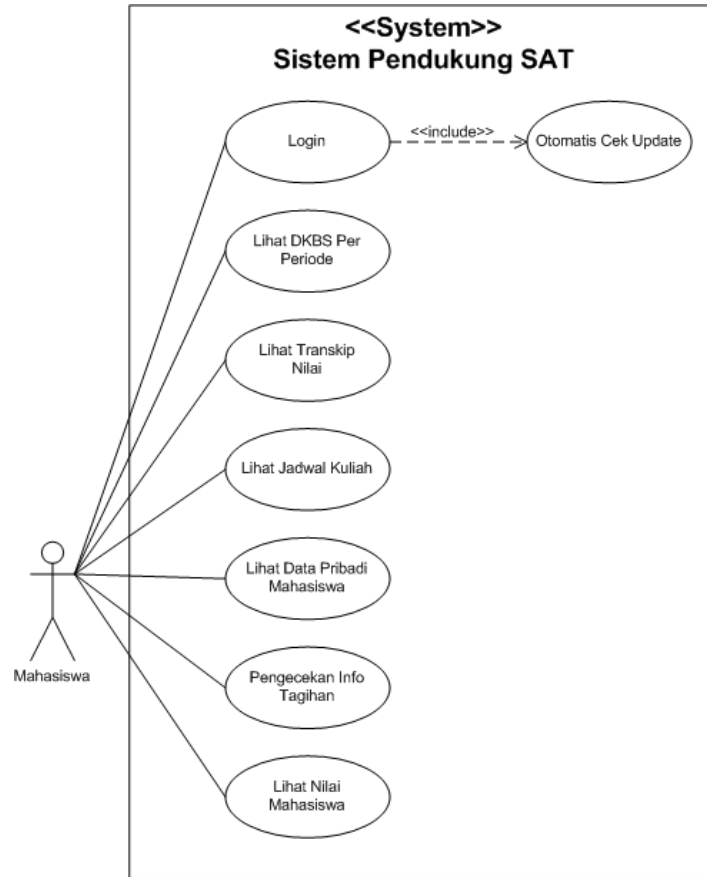 <<System>>
Sistem Pendukung SAT
Login
<<include>>
Otomatis Cek Update
Lihat DKBS Per
Periode
Lihat Transkip
Nilai
Lihat Jadwal Kuliah
Lihat Data Pribadi
Mahasiswa
Mahasiswa
Pengecekan Info
Tagihan
Lihat Nilai
Mahasiswa